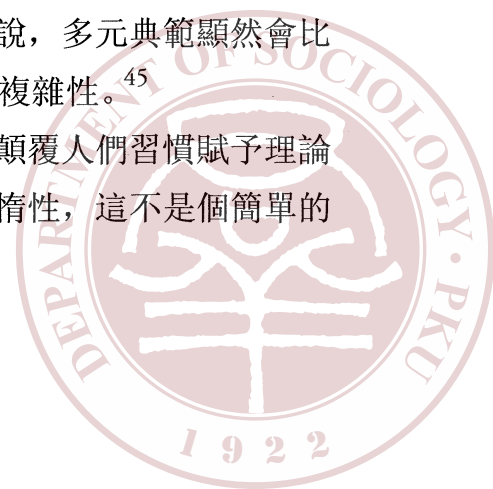 說，多元典範顯然會比
複雜性。45
顛覆人們習慣賦予理論
惰性，這不是個簡單的
DEPARTMENT OF SOCIOLOGY · PKU
1922